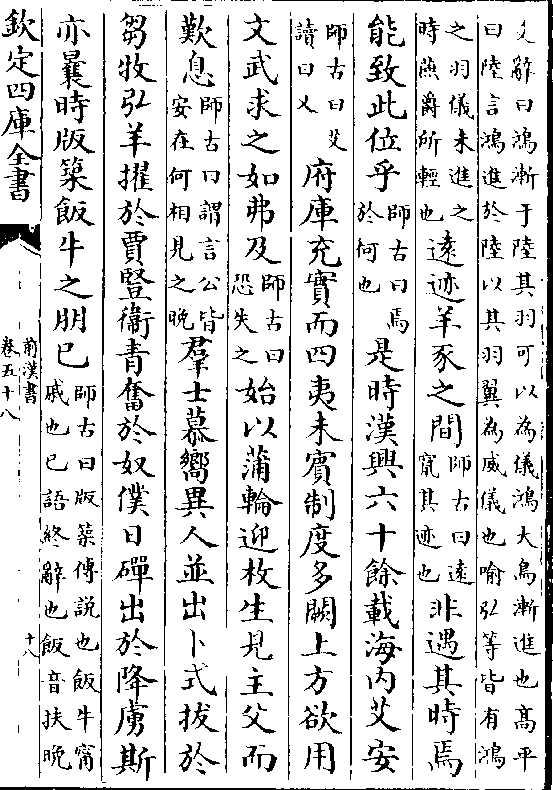 文辭曰鴻漸于陸其羽可以為儀鴻大鳥漸進也高平
曰陸言鴻進於陸以其羽翼為威儀也喻弘等皆有鴻
之羽儀未進之
時燕爵所輕也
遠迹羊豕之間
師古曰遠
竄其迹也
非遇其時焉
能致此位乎
師古曰焉
於何也
是時漢興六十餘載海內艾安
師古曰艾
讀曰乂
府庫充實而四夷未賓制度多闕上方欲用
文武求之如弗及
師古曰
恐失之
始以蒲輪迎枚生見主父而
歎息
師古曰謂言公皆
安在何相見之晚
羣士慕嚮異人並出卜式拔於
芻牧弘羊擢於賈豎衞青奮於奴僕日磾出於降虜斯
亦曩時版築飯牛之朋已
師古曰版築傅説也飯牛甯
戚也已語終辭也飯音扶晚
欽定四庫全書
前漢書
卷五十八
十八